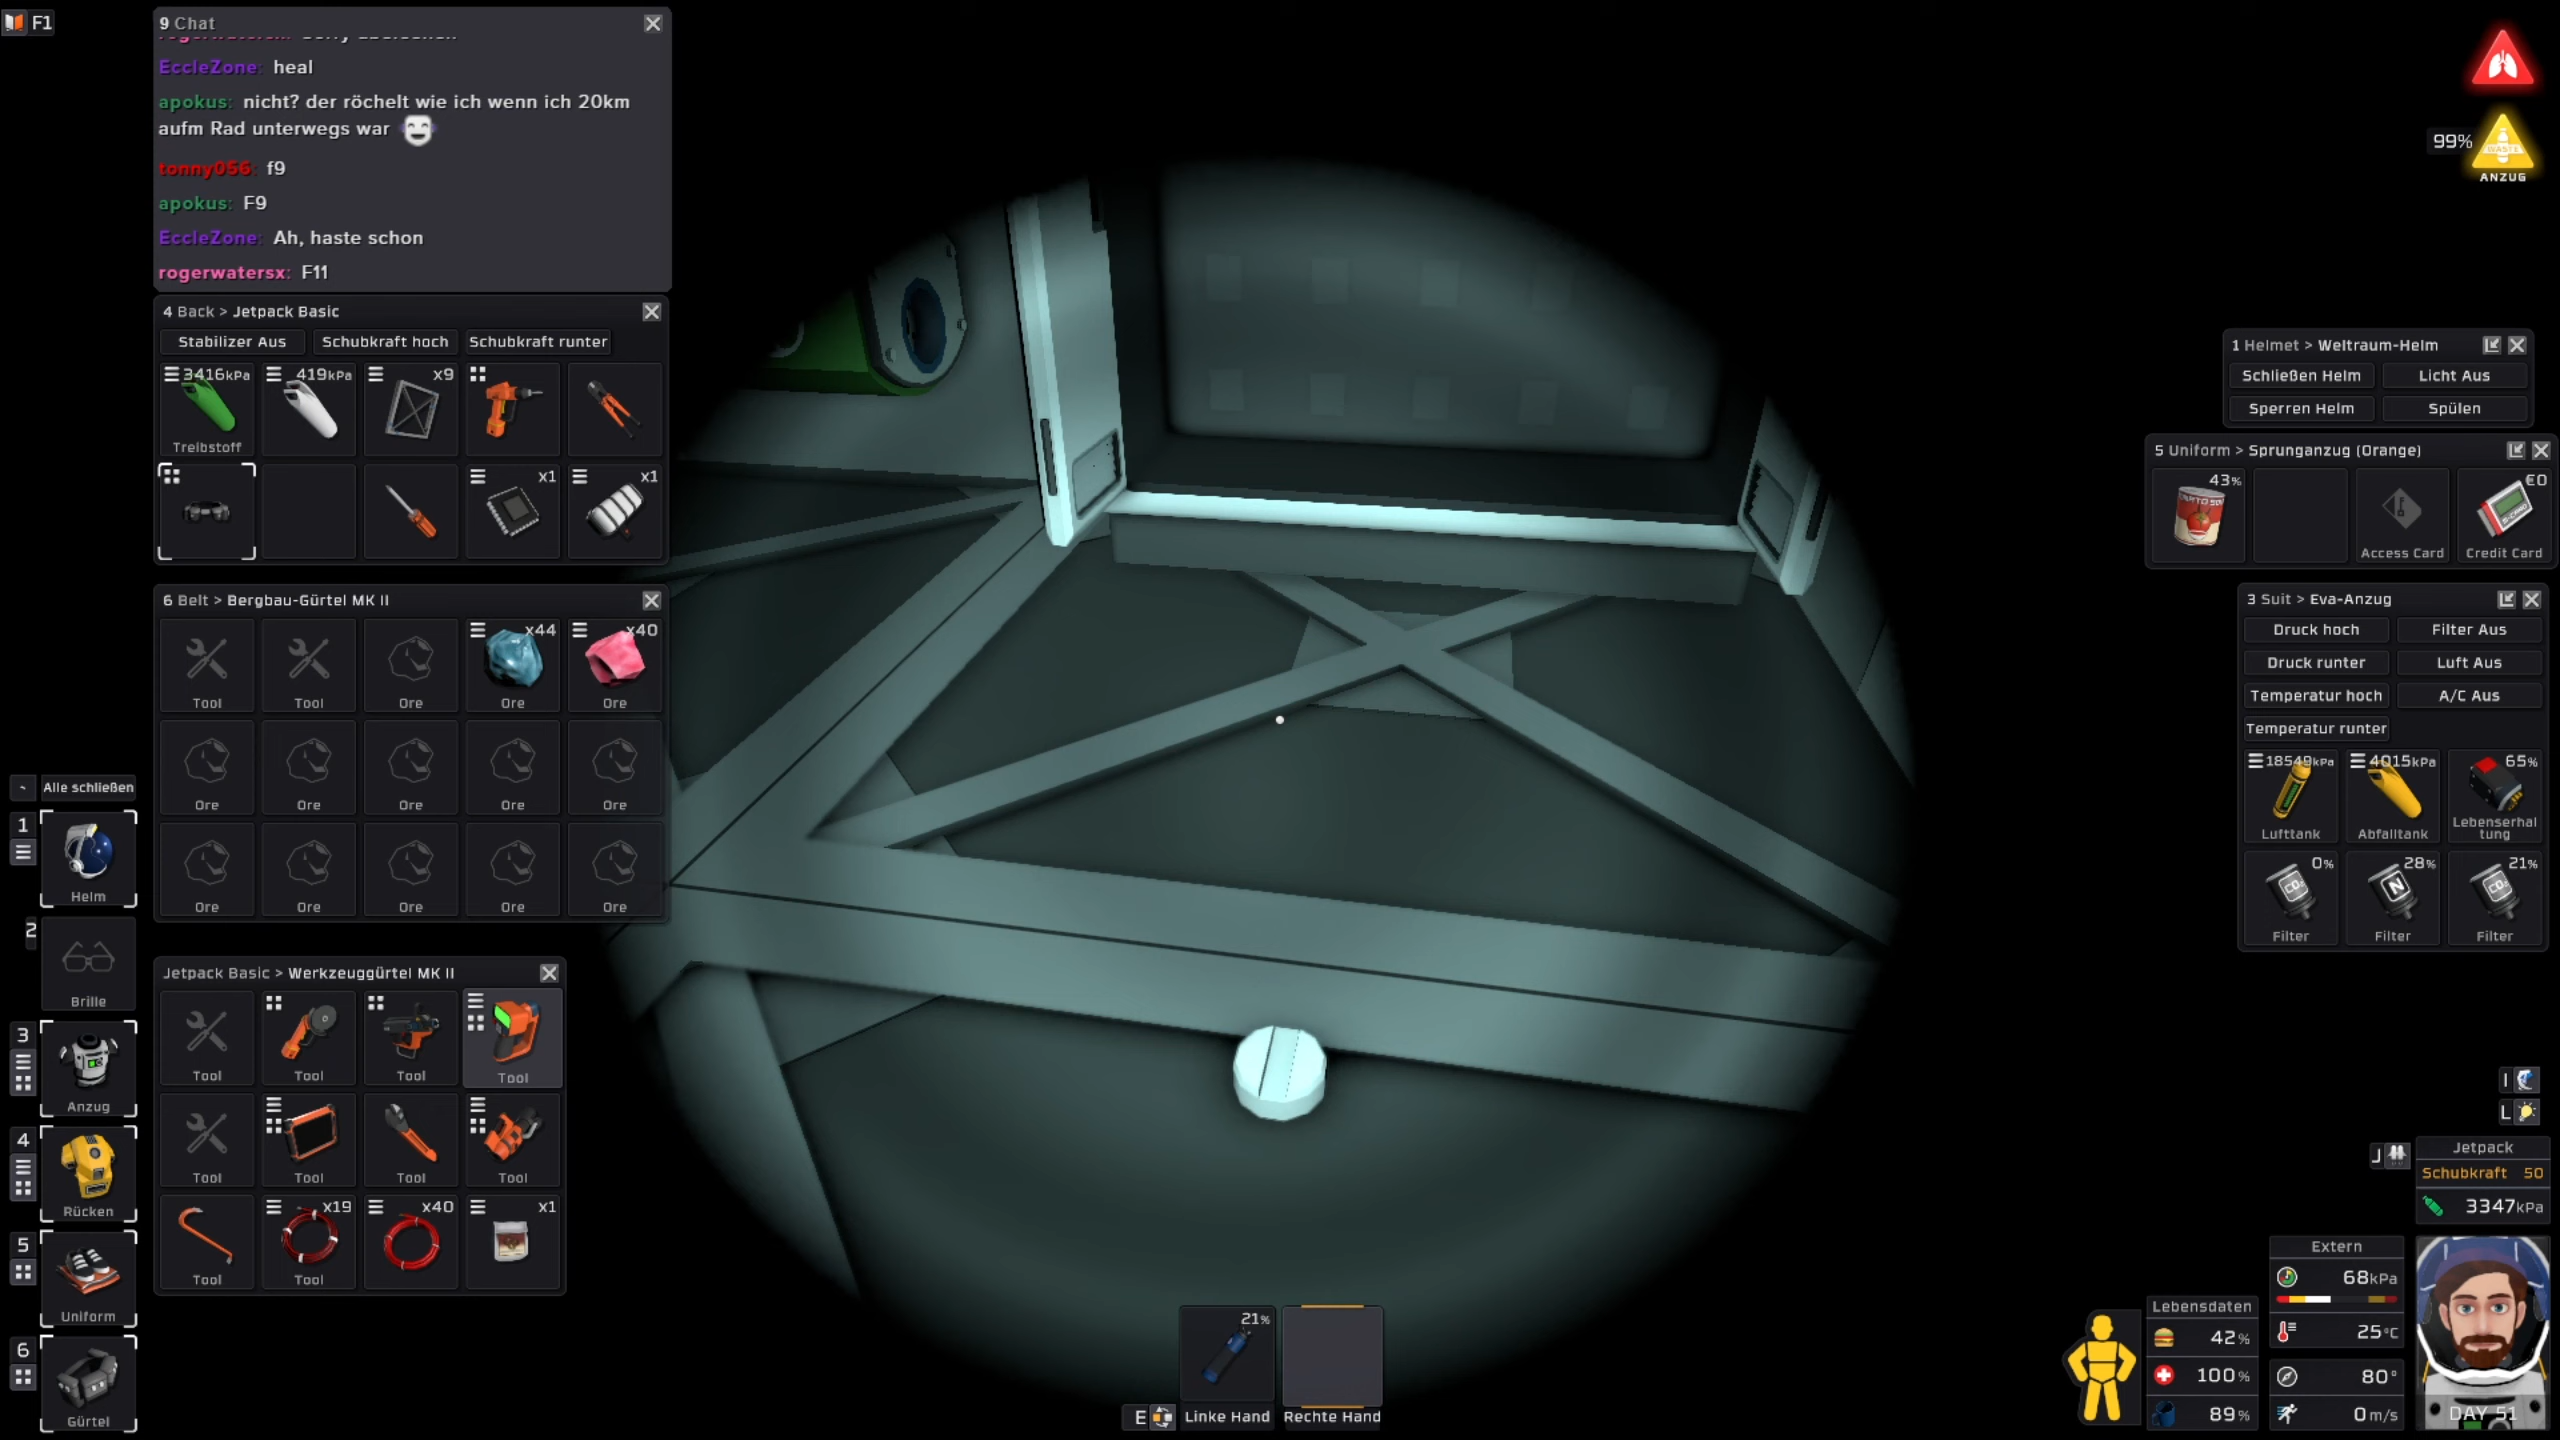 F1
9 Chat
EccleZone: heal
apokus: nicht? der röchelt wie ich wenn ich 20km
aufm Rad unterwegs war
tonny056: f9
apokus: F9
EccleZone: Ah, haste schon
rogerwatersx: F11
4 Back > Jetpack Basic
Stabilizer Aus
Schubkraft hoch
Schubkraft runter
3416kPa
419kPa
x9
Treibstoff
x1
x1
6 Belt > Bergbau-Gürtel MK II
x44
x40
Tool
Tool
Ore
Ore
Ore
Ore
Ore
Ore
Ore
Ore
Ore
Ore
Ore
Ore
Ore
Jetpack Basic > Werkzeuggürtel MK II
Tool
Tool
Tool
Tool
Tool
Tool
Tool
Tool
x19
x40
x1
Tool
Tool
~ Alle schließen
1
Helm
2
Brille
3
Anzug
4
Rücken
5
Uniform
6
Gürtel
99%
WASTE
ANZUG
1 Helmet > Weltraum-Helm
Schließen Helm
Licht Aus
Sperren Helm
Spülen
5 Uniform > Sprunganzug (Orange)
43%
€0
Access Card
Credit Card
3 Suit > Eva-Anzug
Druck hoch
Filter Aus
Druck runter
Luft Aus
Temperatur hoch
A/C Aus
Temperatur runter
18549kPa
4015kPa
65%
Lufttank
Abfalltank
Lebenserhal
tung
0%
28%
21%
CO₂
N
CO₂
Filter
Filter
Filter
I
L
J
Jetpack
Schubkraft 50
3347kPa
Extern
68kPa
25°C
80°
0m/s
Lebensdaten
42%
100%
89%
DAY 51
21%
E
Linke Hand
Rechte Hand